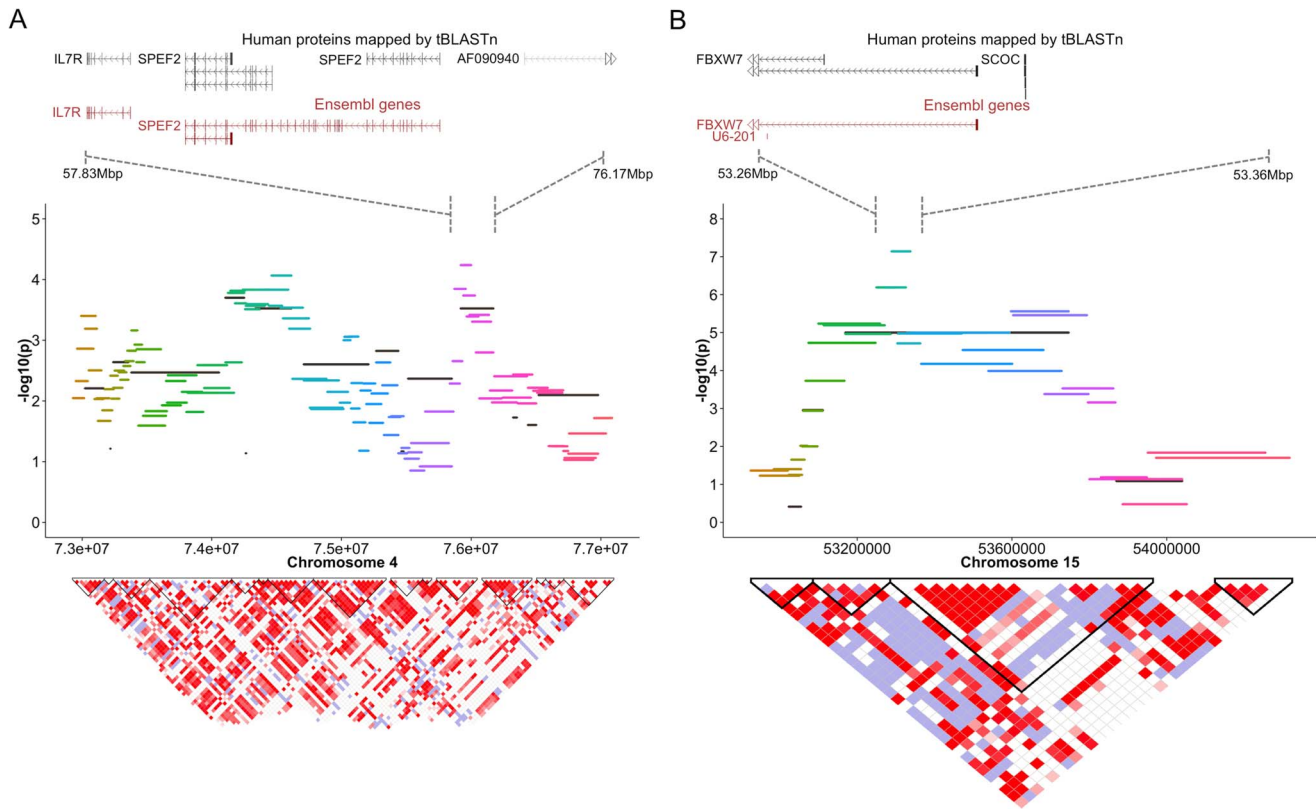 A
Human proteins mapped by tBLASTn
IL7R SPEF2 SPEF2 AF090940
Ensembl genes
IL7R
SPEF2
57.83Mbp 76.17Mbp
5
4
3
2
1
0
-log10(p)
7.3e+07 7.4e+07 7.5e+07 7.6e+07 7.7e+07
Chromosome 4
B
Human proteins mapped by tBLASTn
FBXW7 SCOC
Ensembl genes
FBXW7
U6-201
53.26Mbp 53.36Mbp
8
7
6
5
4
3
2
1
0
-log10(p)
53200000 53600000 54000000
Chromosome 15